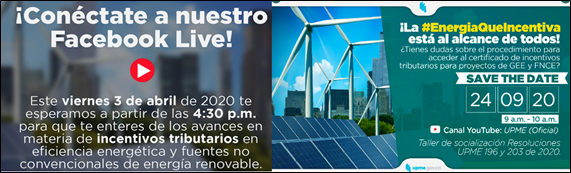 ¡Conéctate a nuestro
Facebook Live!
Este viernes 3 de abril de 2020 te
esperamos a partir de las 4:30 p.m.
para que te enteres de los avances en
materia de incentivos tributarios en
eficiencia energética y fuentes no
convencionales de energía renovable.
¡La #EnergíaQueIncentiva
está al alcance de todos!
¿Tienes dudas sobre el procedimiento para
acceder al certificado de incentivos
tributarios para proyectos de GEE y FNCE?
SAVE THE DATE
24 09 20
9 a.m. - 10 a.m.
Canal YouTube: UPME (Oficial)
Taller de socialización Resoluciones
UPME 196 y 203 de 2020.